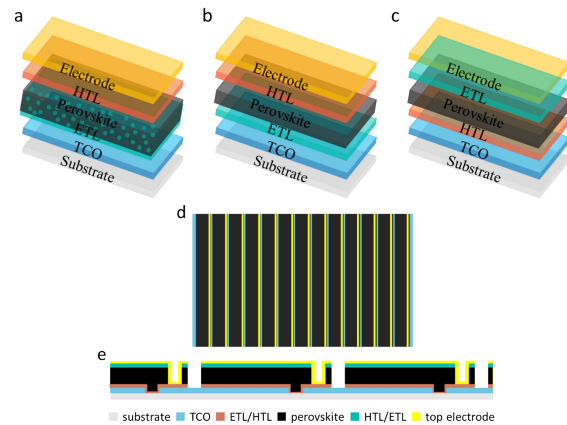 a
b
c
Electrode
HTL
Perovskite
ETL
TCO
Substrate
Electrode
HTL
Perovskite
ETL
TCO
Substrate
Electrode
ETL
Perovskite
HTL
TCO
Substrate
d
e
substrate TCO ETL/HTL perovskite HTL/ETL top electrode